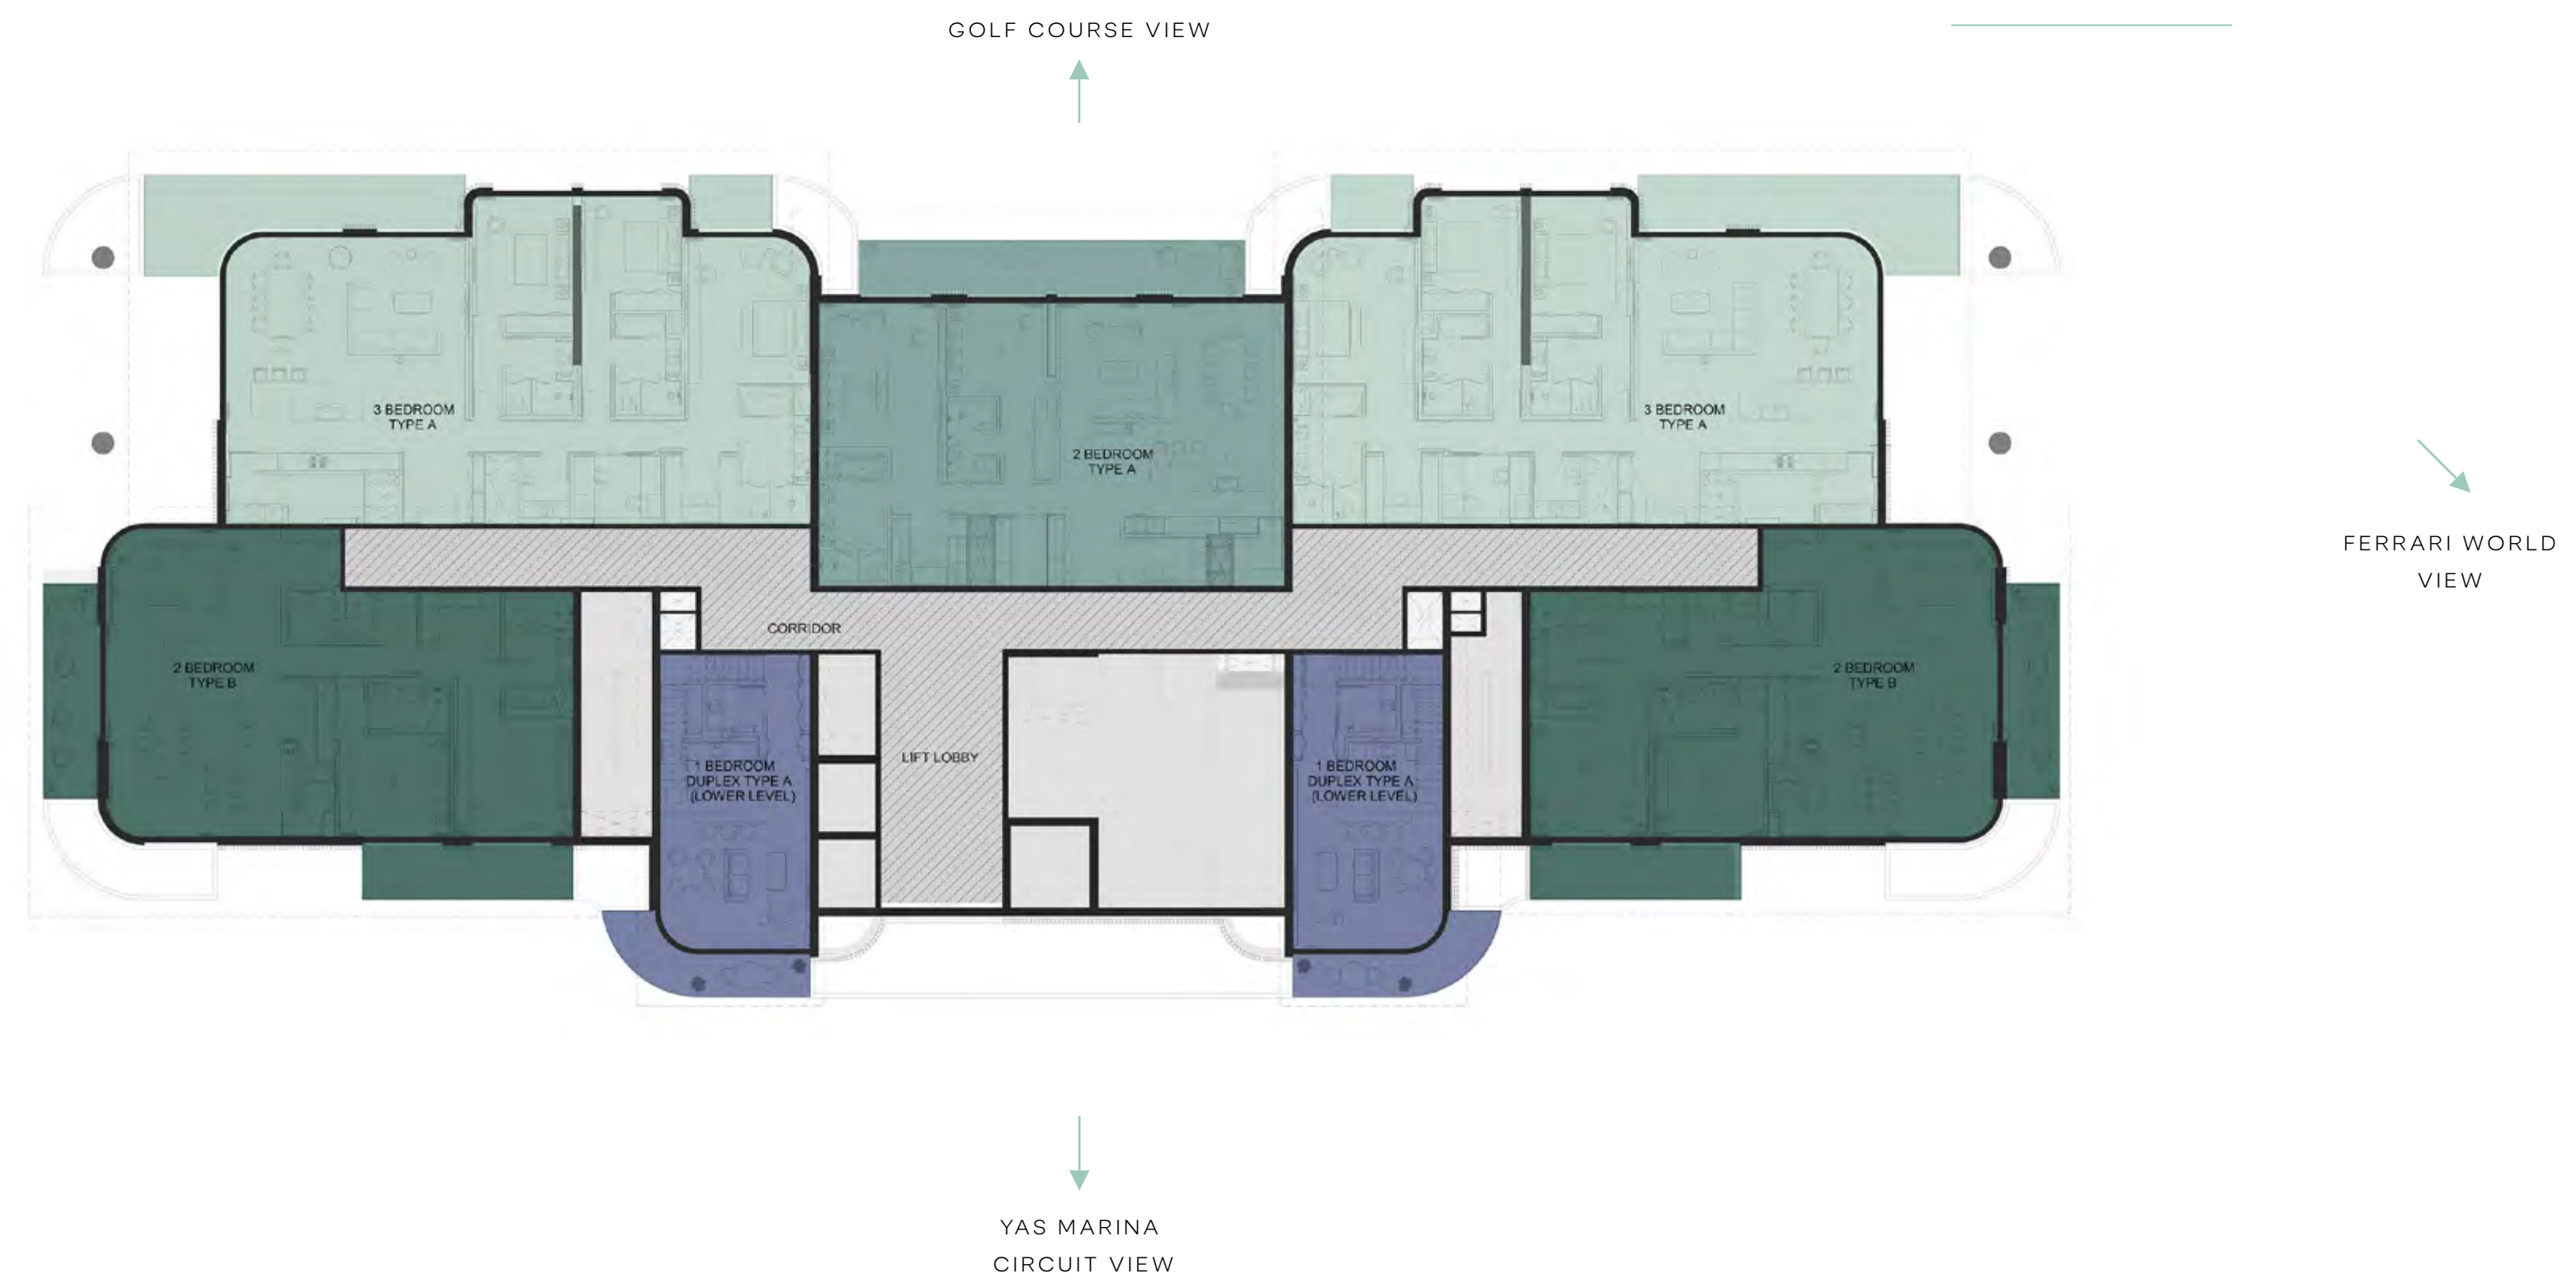 GOLF COURSE VIEW
3 BEDROOM
TYPE A
3 BEDROOM
TYPE A
2 BEDROOM
TYPE A
FERRARI WORLD
VIEW
CORRIDOR
2 BEDROOM
TYPE B
2 BEDROOM
TYPE B
LIFT LOBBY
1 BEDROOM
DUPLEX TYPE A
(LOWER LEVEL)
1 BEDROOM
DUPLEX TYPE A
(LOWER LEVEL)
YAS MARINA
CIRCUIT VIEW